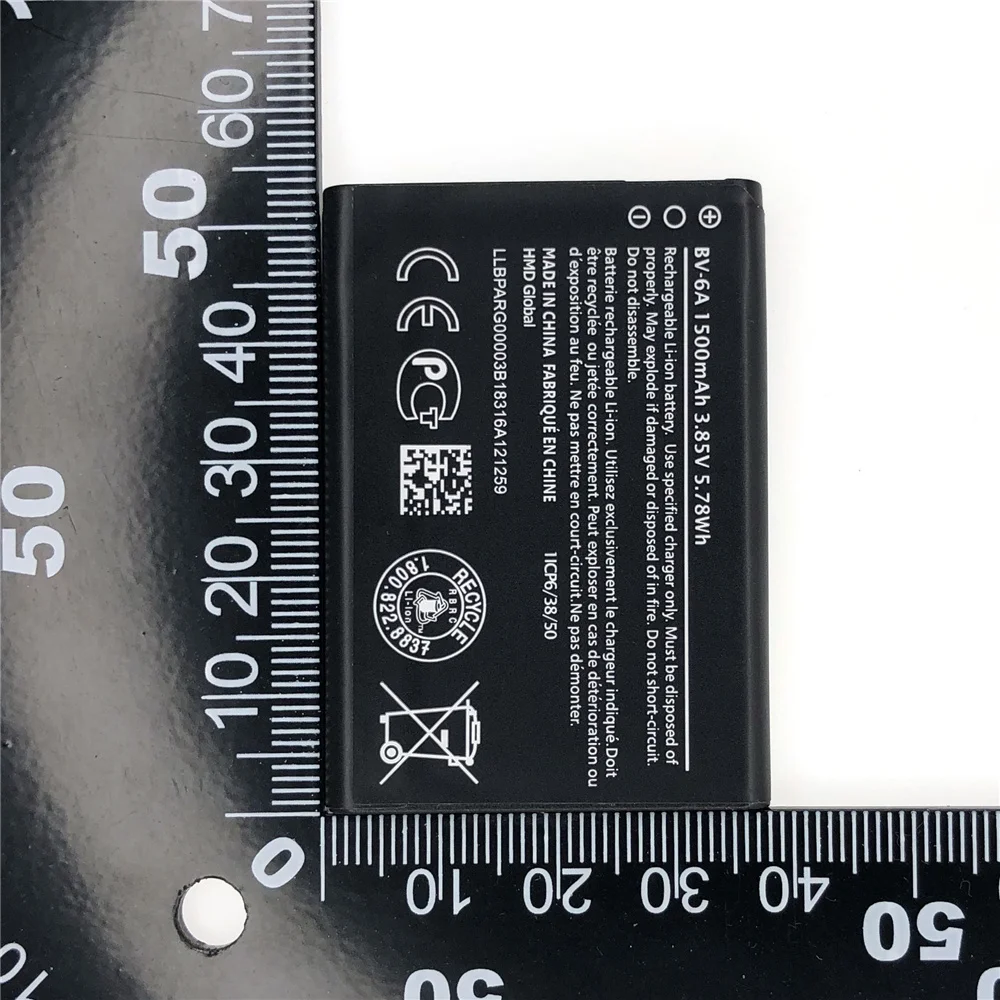 BV-6A 1500mAh 3.85V 5.78Wh
Rechargeable Li-ion battery. Use specified charger only. Must be disposed of
properly. May explode if damaged or disposed of in fire. Do not short-circuit.
Do not disassemble.
Batterie rechargeable Li-ion. Utilisez exclusivement le chargeur indiqué. Doit
être recyclée ou jetée correctement. Peut exploser en cas de détérioration ou
d'exposition au feu. Ne pas mettre en court-circuit. Ne pas démonter.
MADE IN CHINA FABRIQUÉ EN CHINE 1ICP6/38/50
HMD Global
LLBPARG00003B18316A121259
CE
PCT
RECYCLE
RBRC
Li-ion
TM
1.800.822.8837
7
60
50
40
30
20
10
0
10
20
30
40
50
50
50
10